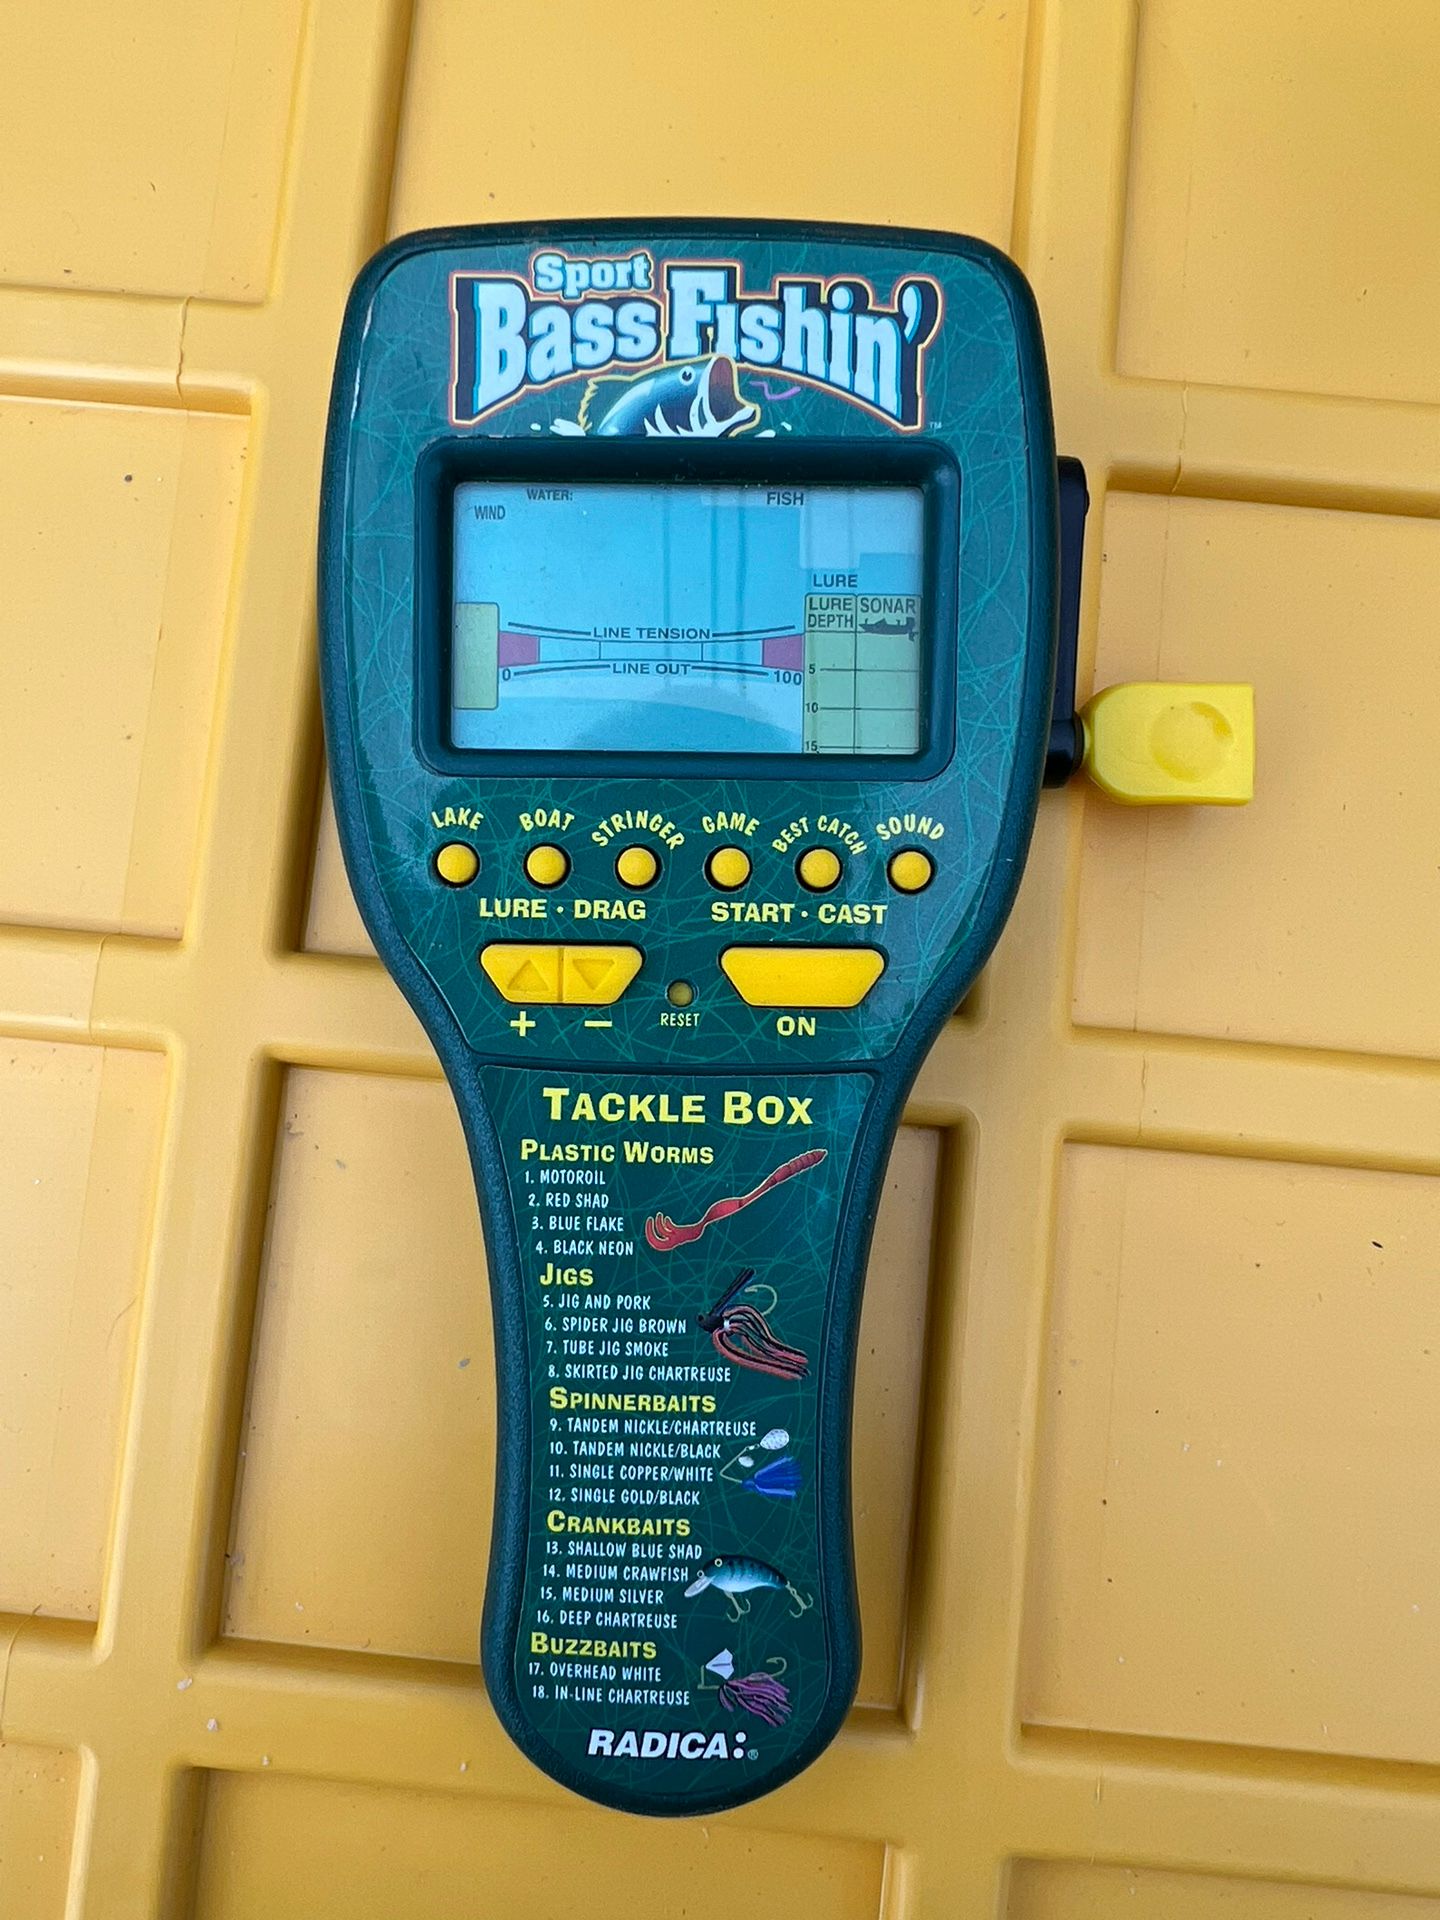 Sport
Bass Fishin'™
WATER:
FISH
WIND
LURE
LURE DEPTH
SONAR
LINE TENSION
5
LINE OUT
0
100
10
15
LAKE BOAT STRINGER GAME BEST CATCH SOUND
LURE • DRAG START • CAST
+ − RESET ON
TACKLE BOX
PLASTIC WORMS
1. MOTOROIL
2. RED SHAD
3. BLUE FLAKE
4. BLACK NEON
JIGS
5. JIG AND PORK
6. SPIDER JIG BROWN
7. TUBE JIG SMOKE
8. SKIRTED JIG CHARTREUSE
SPINNERBAITS
9. TANDEM NICKLE/CHARTREUSE
10. TANDEM NICKLE/BLACK
11. SINGLE COPPER/WHITE
12. SINGLE GOLD/BLACK
CRANKBAITS
13. SHALLOW BLUE SHAD
14. MEDIUM CRAWFISH
15. MEDIUM SILVER
16. DEEP CHARTREUSE
BUZZBAITS
17. OVERHEAD WHITE
18. IN-LINE CHARTREUSE
RADICA:®